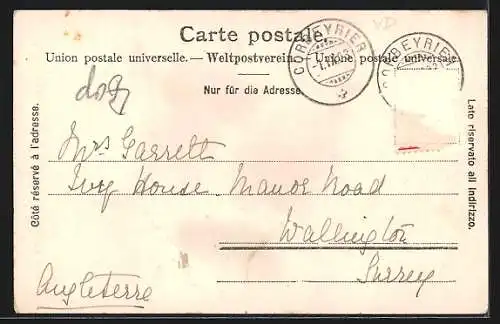 VD
Carte postale.
Union postale universelle. — Weltpostverein. — Unione postale universale
Nur für die Adresse.
CORBEYRIER
CORBEYRIER
Côté réservé à l'adresse.
Lato riservato all indirizzo.
Mrs Garrett
Ivy House. Manor Road
Wallington
Surrey
Angleterre